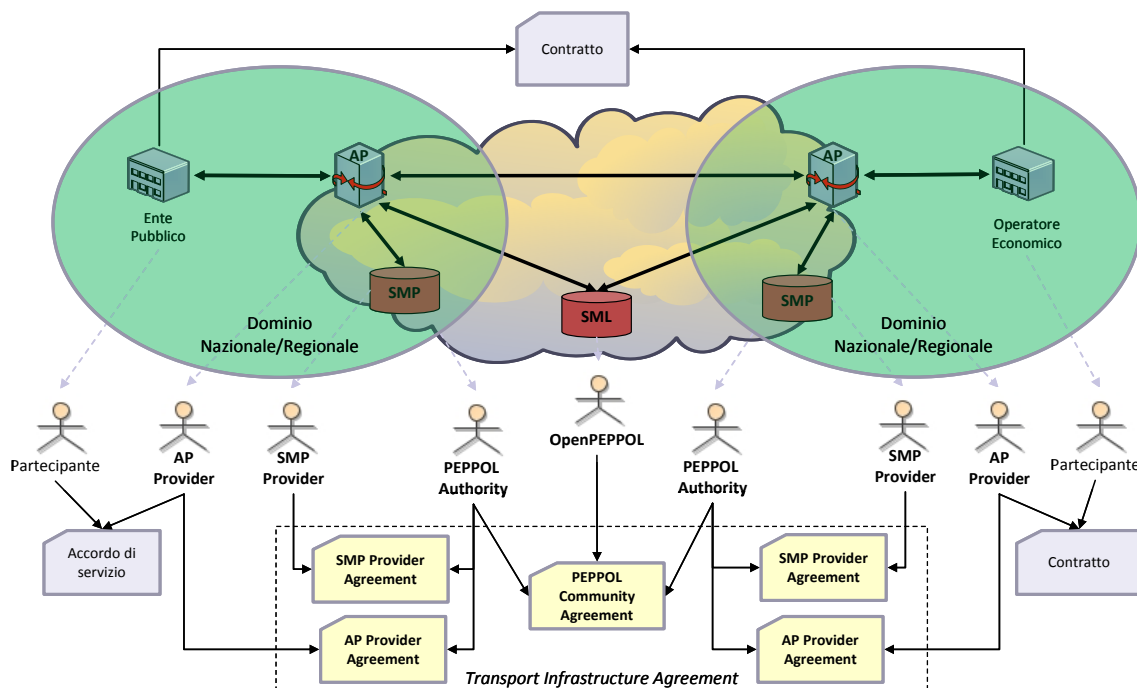 Contratto
AP
AP
Ente
Pubblico
Operatore
Economico
SMP
SMP
SML
Dominio
Nazionale/Regionale
Dominio
Nazionale/Regionale
Partecipante
AP
Provider
SMP
Provider
PEPPOL
Authority
OpenPEPPOL
PEPPOL
Authority
SMP
Provider
AP
Provider
Partecipante
Accordo di
servizio
SMP Provider
Agreement
PEPPOL
Community
Agreement
SMP Provider
Agreement
Contratto
AP Provider
Agreement
AP Provider
Agreement
Transport Infrastructure Agreement